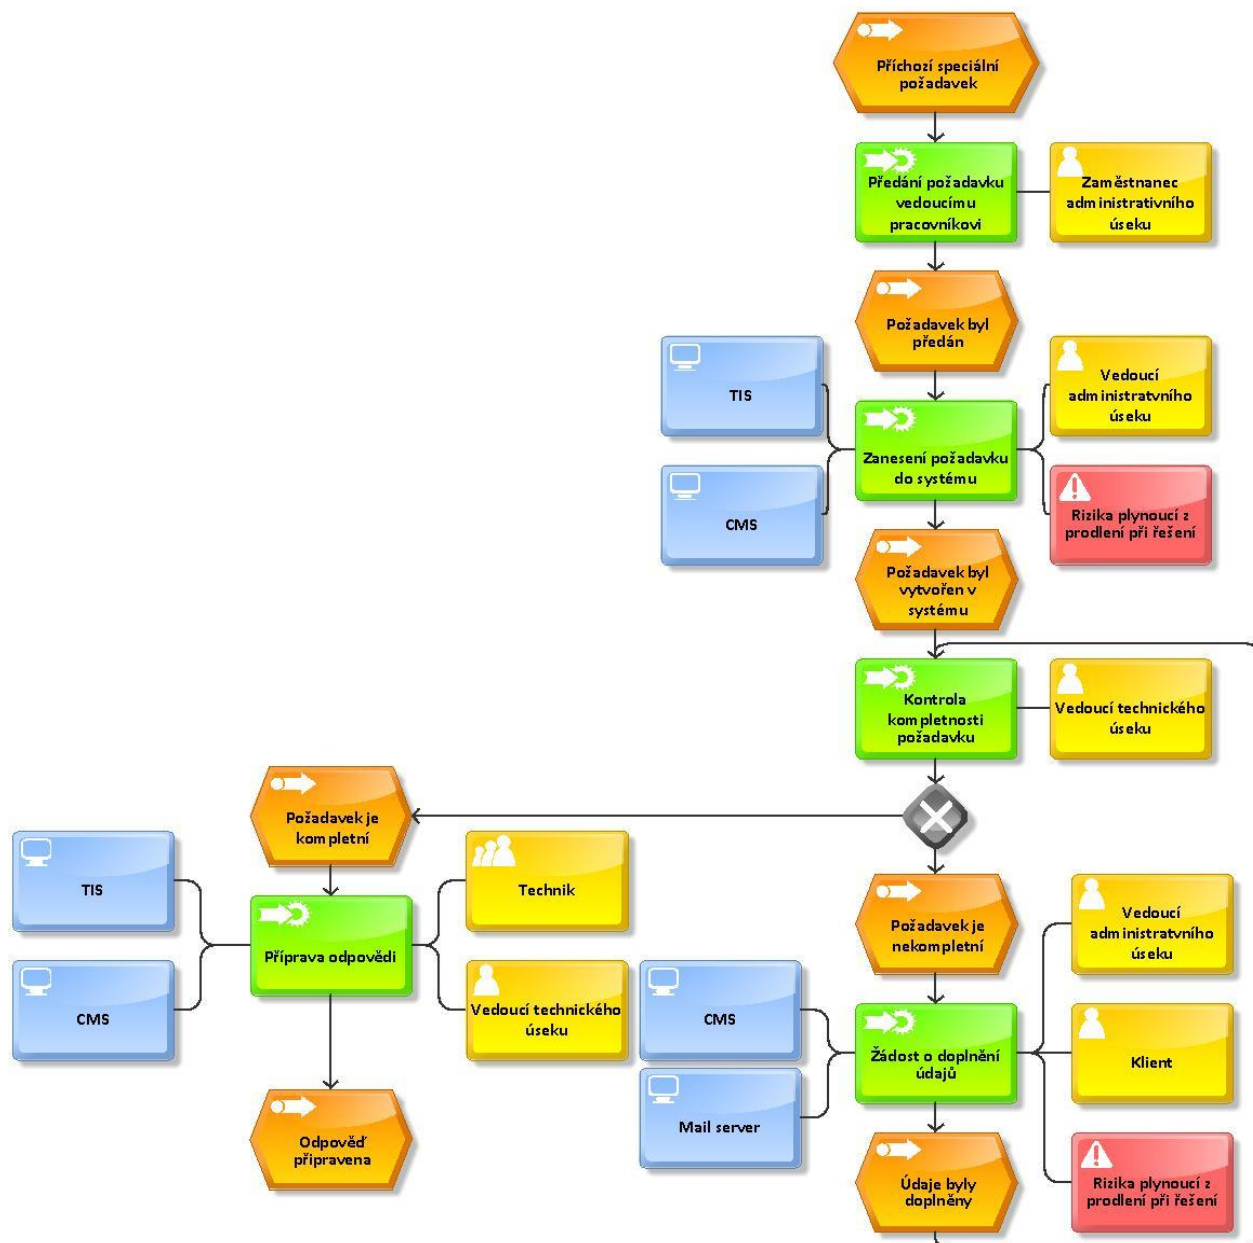 Příchozí speciální
požadavek
Předání požadavku
vedoucímu
pracovníkovi
Zaměstnanec
administrativního
úseku
Požadavek byl
předán
TIS
Vedoucí
administratvního
úseku
Zanesení požadavku
do systému
CMS
Rizika plynoucí z
prodlení při řešení
Požadavek byl
vytvořen v
systému
Kontrola
kompletnosti
požadavku
Vedoucí technického
úseku
Požadavek je
kompletní
TIS
Technik
Příprava odpovědi
CMS
Vedoucí technického
úseku
Odpověď
připravena
Požadavek je
nekompletní
Vedoucí
administratvního
úseku
CMS
Žádost o doplnění
údajů
Klient
Mail server
Údaje byly
doplněny
Rizika plynoucí z
prodlení při řešení